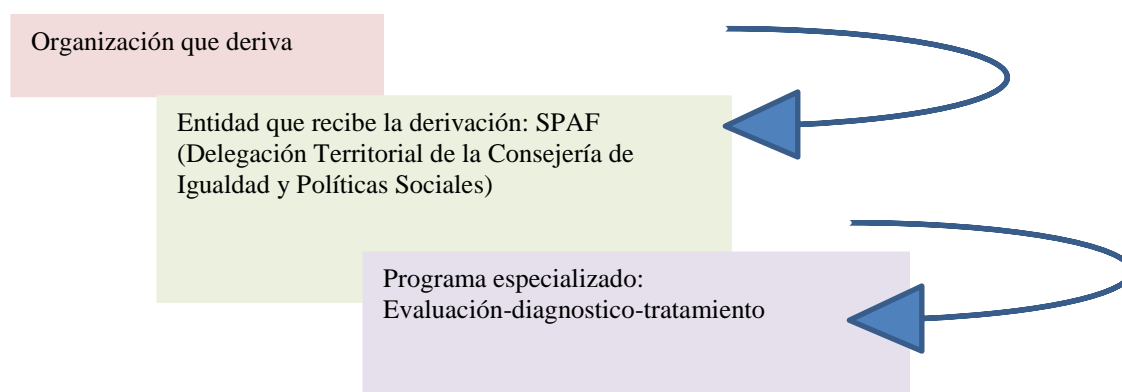 Organización que deriva
Entidad que recibe la derivación: SPAF
(Delegación Territorial de la Consejería de
Igualdad y Políticas Sociales)
Programa especializado:
Evaluación-diagnostico-tratamiento